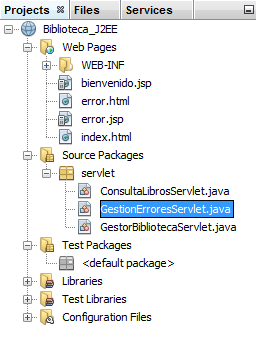 Projects Files Services
Biblioteca_J2EE
Web Pages
WEB-INF
bienvenido.jsp
error.html
error.jsp
index.html
Source Packages
servlet
ConsultaLibrosServlet.java
GestionErroresServlet.java
GestorBibliotecaServlet.java
Test Packages
<default package>
Libraries
Test Libraries
Configuration Files